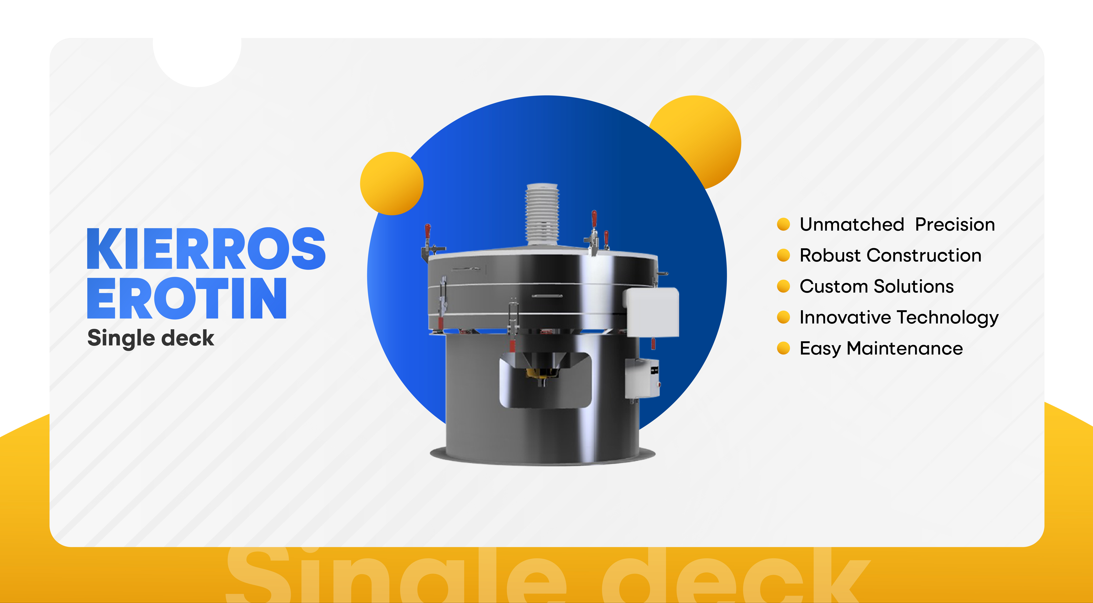 KIERROS
EROTIN
Single deck
Unmatched  Precision
Robust Construction
Custom Solutions
Innovative Technology
Easy Maintenance
Single deck